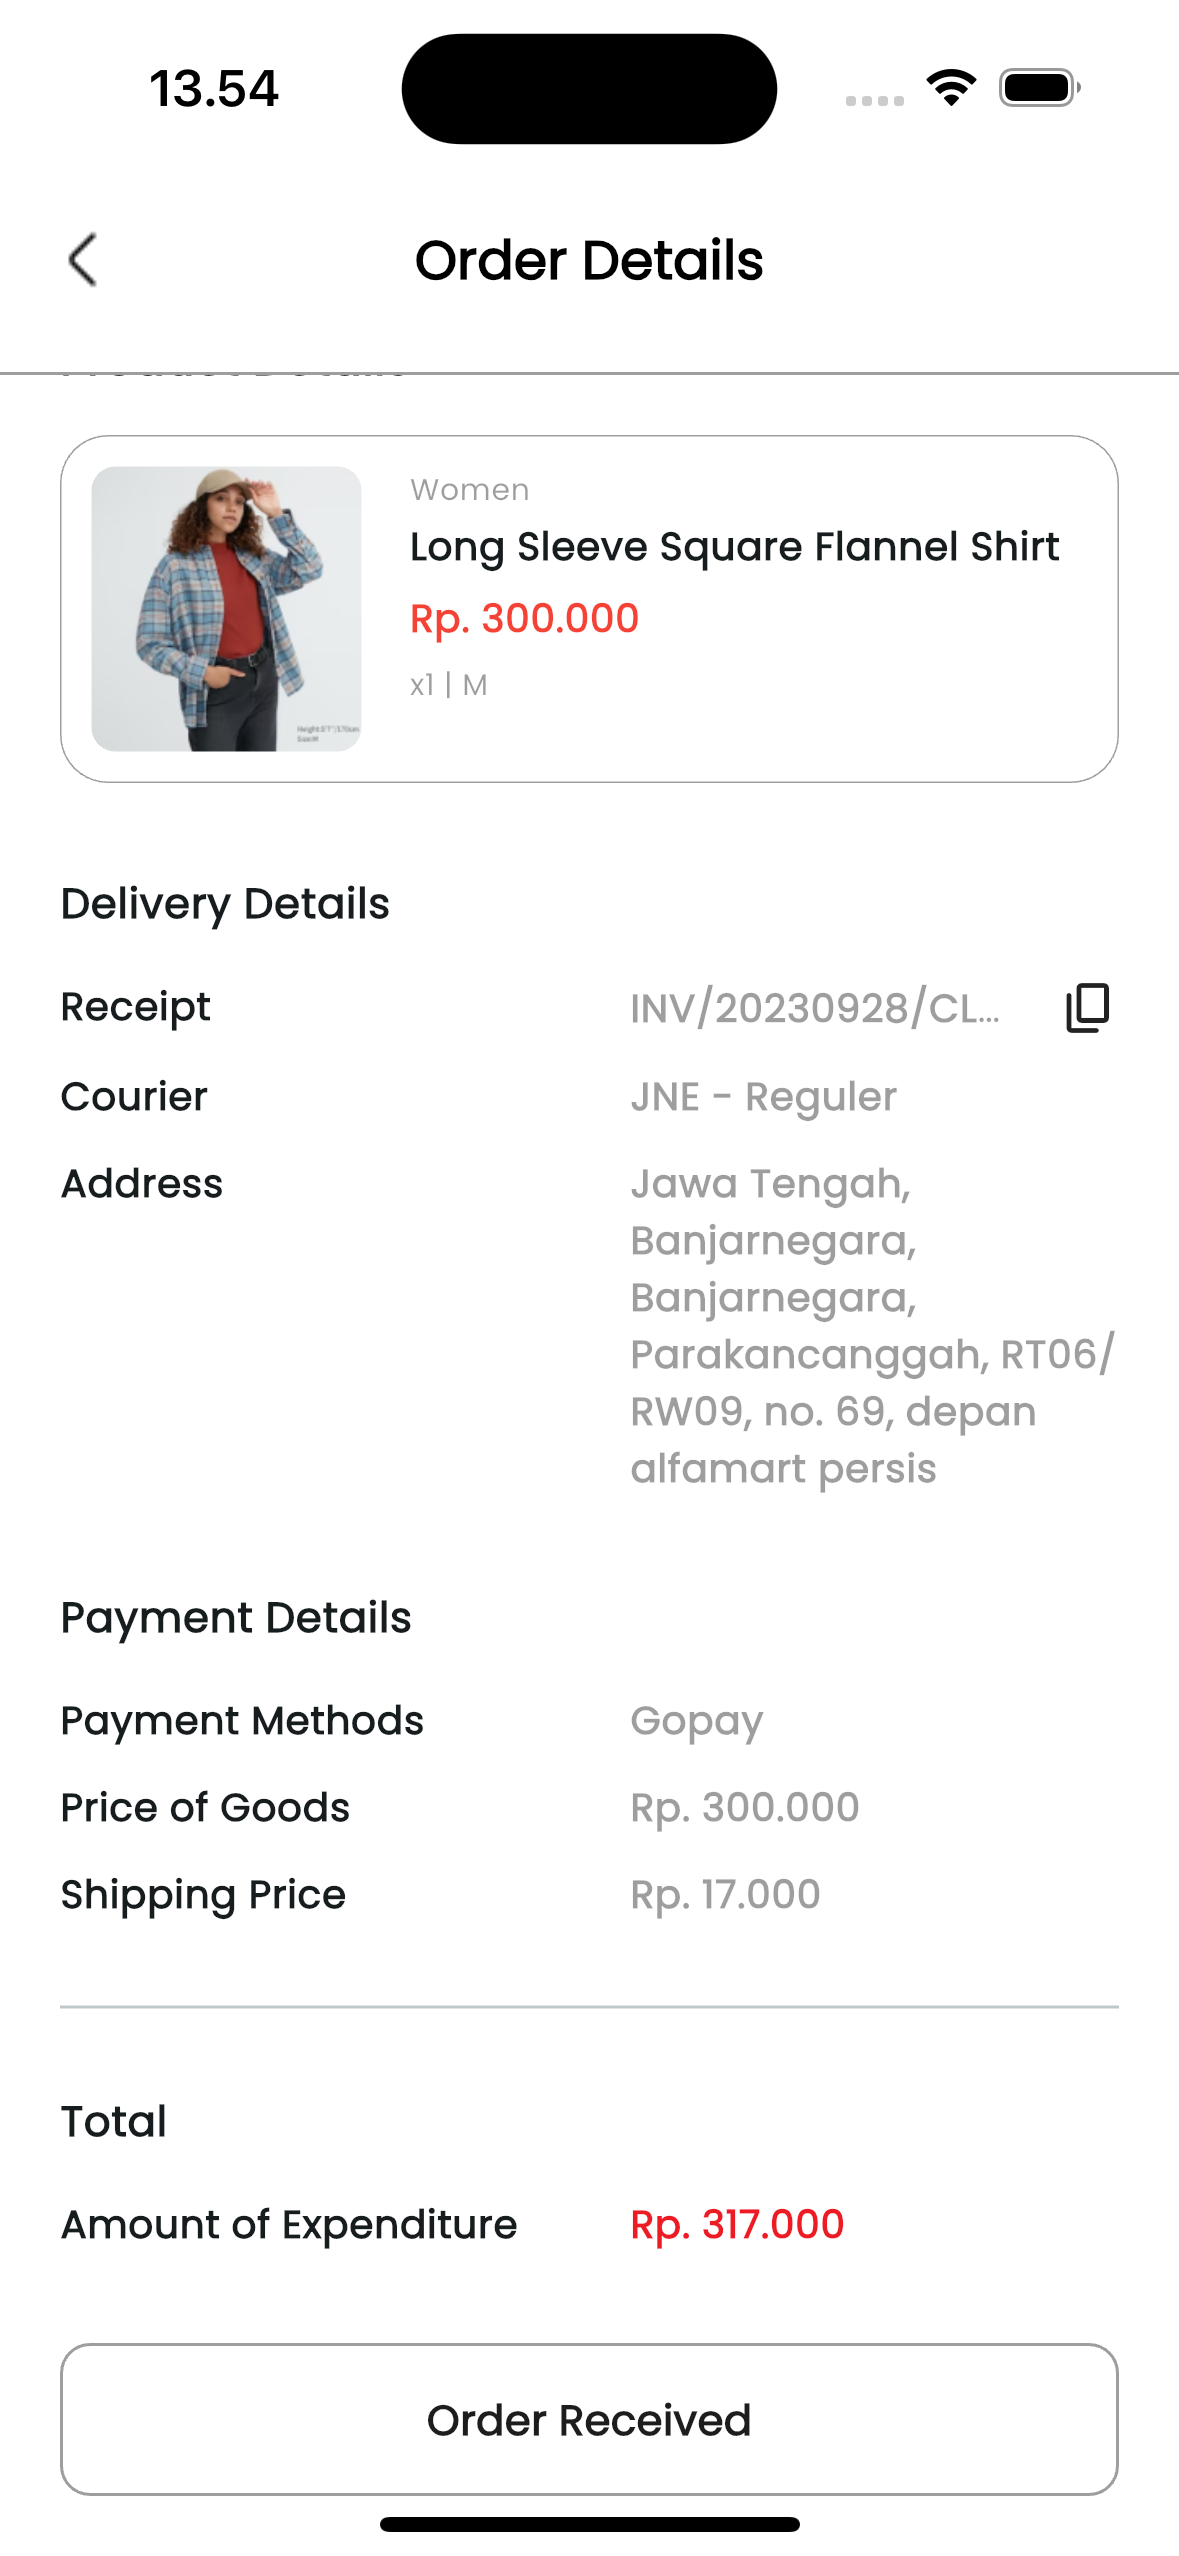 13.54
Order Details
Women
Long Sleeve Square Flannel Shirt
Rp. 300.000
x1 | M
Delivery Details
Receipt
INV/20230928/CL...
Courier
JNE - Reguler
Address
Jawa Tengah,
Banjarnegara,
Banjarnegara,
Parakancanggah, RT06/
RW09, no. 69, depan
alfamart persis
Payment Details
Payment Methods
Gopay
Price of Goods
Rp. 300.000
Shipping Price
Rp. 17.000
Total
Amount of Expenditure
Rp. 317.000
Order Received